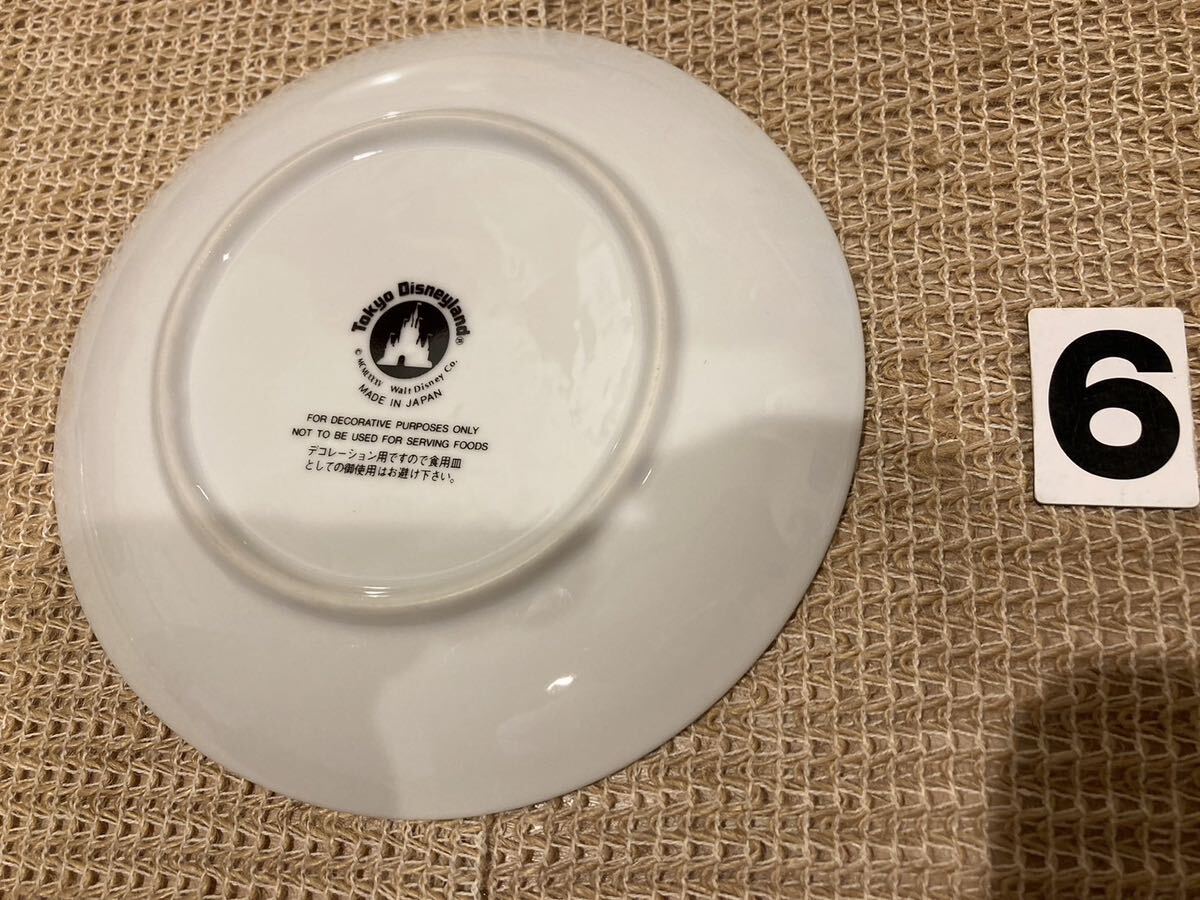 Tokyo Disneyland®
© MCMLXXXV Walt Disney Co.
MADE IN JAPAN
FOR DECORATIVE PURPOSES ONLY
NOT TO BE USED FOR SERVING FOODS
デコレーション用ですので食用皿
としての御使用はお避け下さい。
6